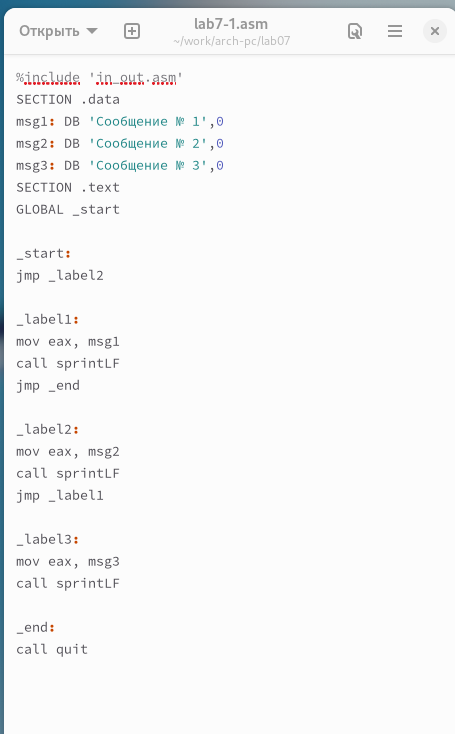 Открыть
lab7-1.asm
~/work/arch-pc/lab07
%include 'in_out.asm'
SECTION .data
msg1: DB 'Сообщение № 1',0
msg2: DB 'Сообщение № 2',0
msg3: DB 'Сообщение № 3',0
SECTION .text
GLOBAL _start
_start:
jmp _label2
_label1:
mov eax, msg1
call sprintLF
jmp _end
_label2:
mov eax, msg2
call sprintLF
jmp _label1
_label3:
mov eax, msg3
call sprintLF
_end:
call quit